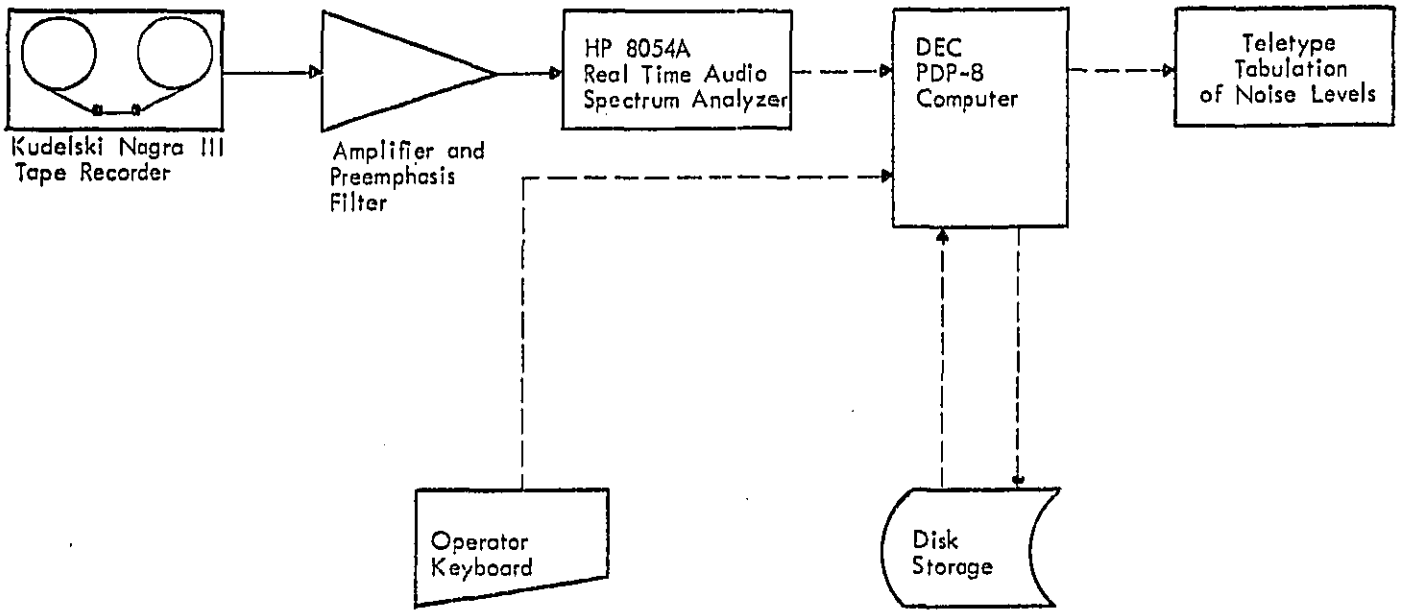 Kudelski Nagra III
Tape Recorder
Amplifier and
Preemphasis
Filter
HP 8054A
Real Time Audio
Spectrum Analyzer
DEC
PDP-8
Computer
Teletype
Tabulation
of Noise Levels
Operator
Keyboard
Disk
Storage